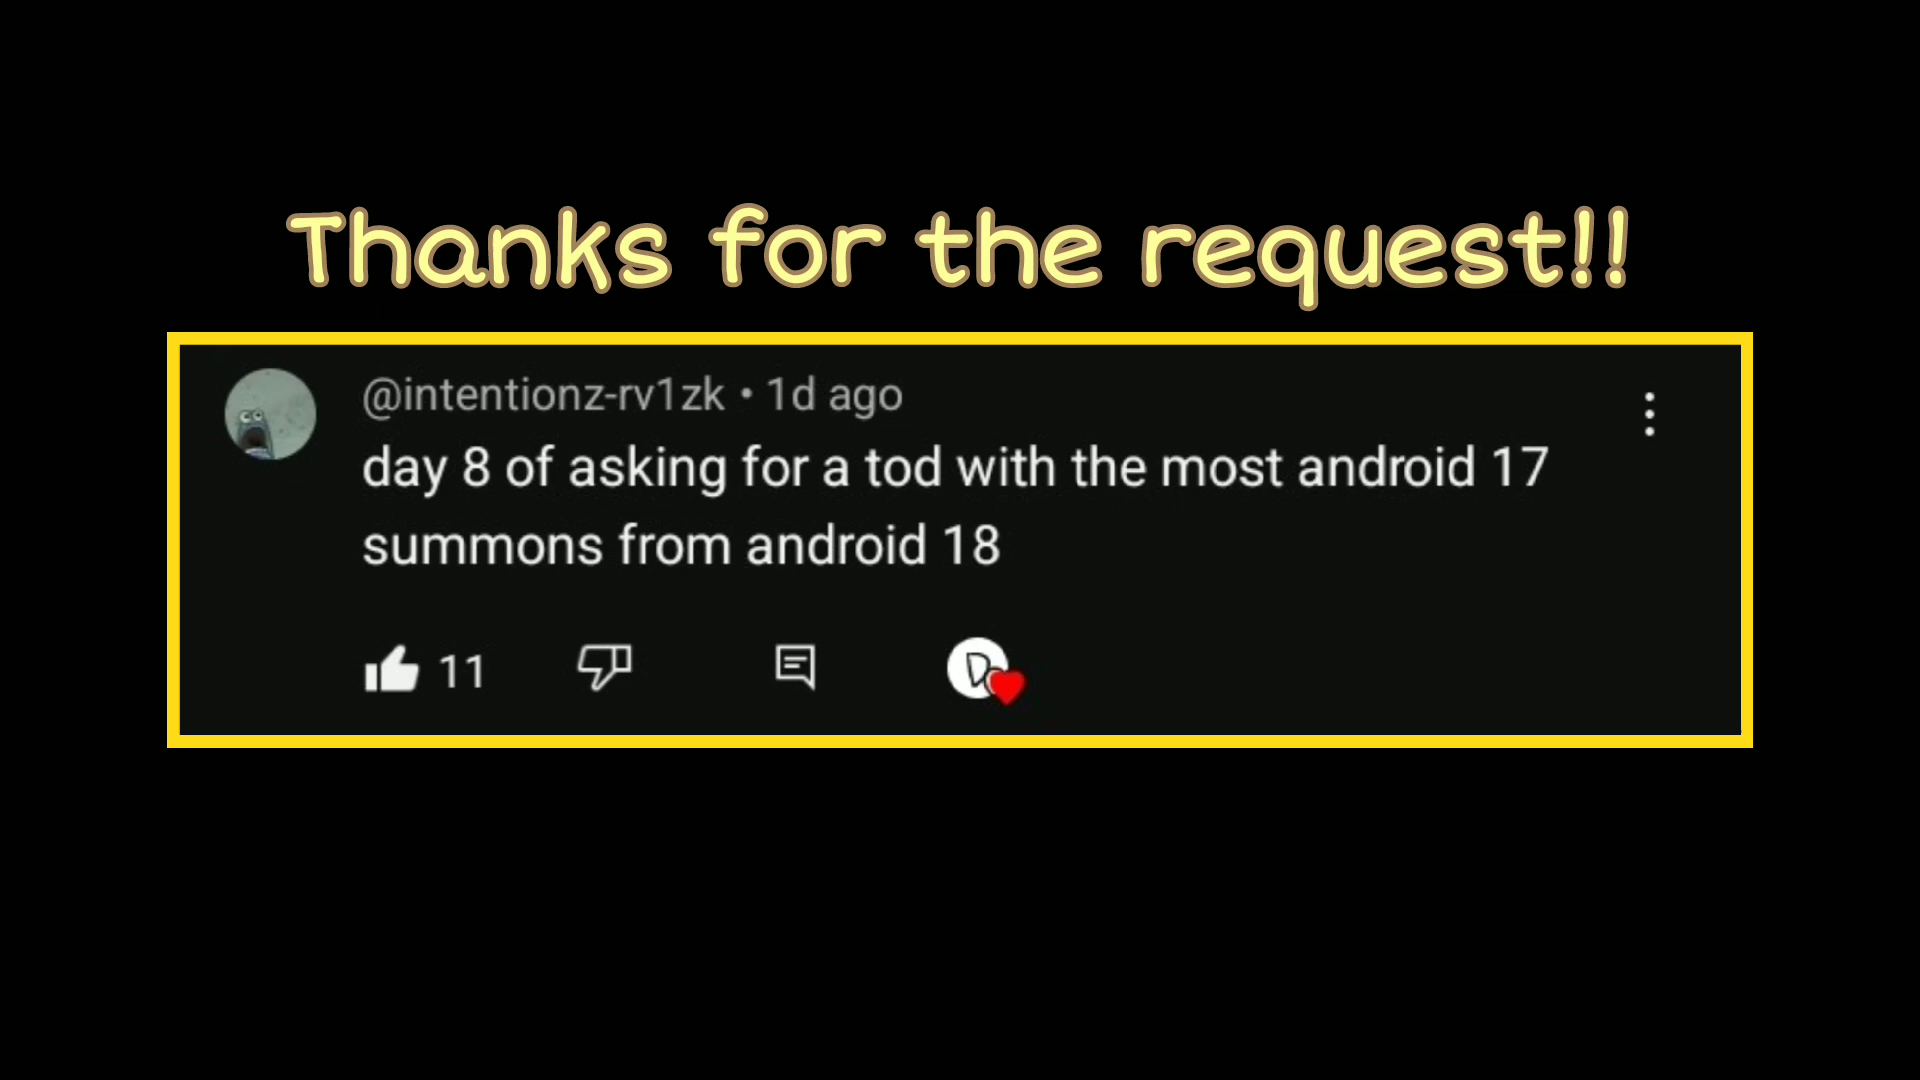 Thanks for the request!!
@intentionz-rv1zk • 1d ago
day 8 of asking for a tod with the most android 17
summons from android 18
11
D